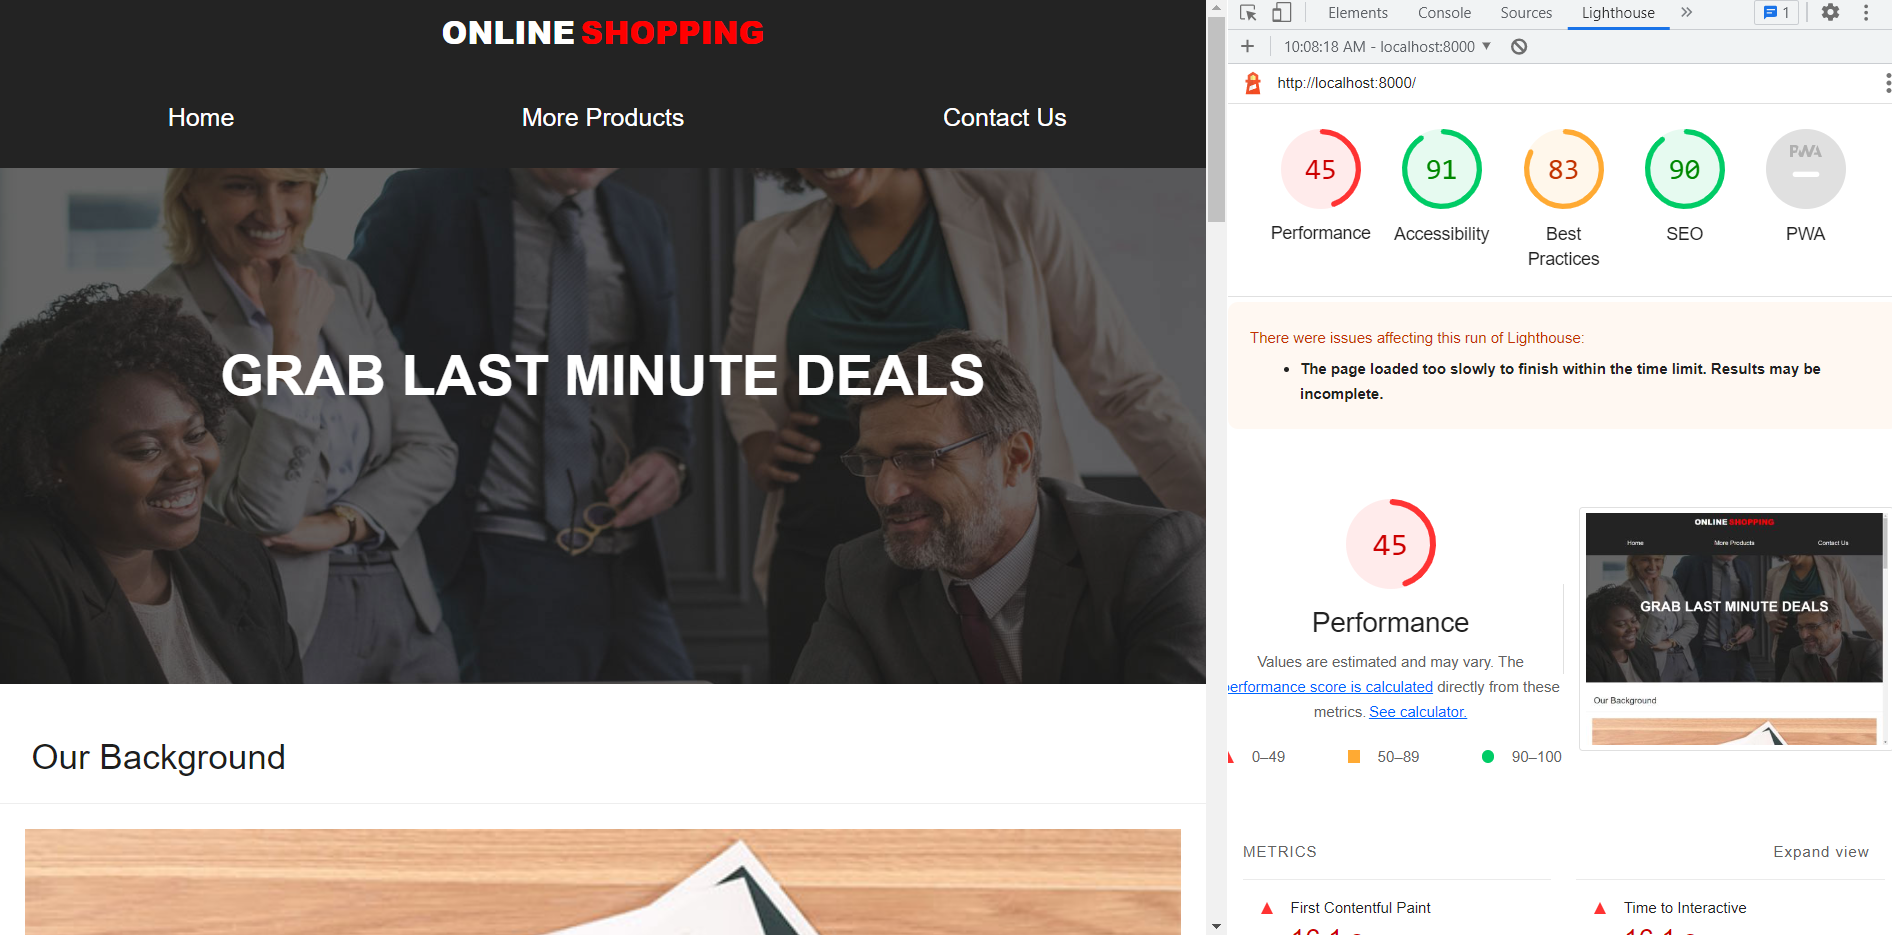 ONLINE SHOPPING
Home More Products Contact Us
GRAB LAST MINUTE DEALS
Our Background
Elements Console Sources Lighthouse 1
10:08:18 AM - localhost:8000
http://localhost:8000/
45 91 83 90 PWA
Performance Accessibility Best Practices SEO PWA
There were issues affecting this run of Lighthouse:
The page loaded too slowly to finish within the time limit. Results may be
incomplete.
45
Performance
Values are estimated and may vary. The
performance score is calculated directly from these
metrics. See calculator.
0–49 50–89 90–100
ONLINE SHOPPING
Home More Products Contact Us
GRAB LAST MINUTE DEALS
Our Background
METRICS Expand view
First Contentful Paint Time to Interactive